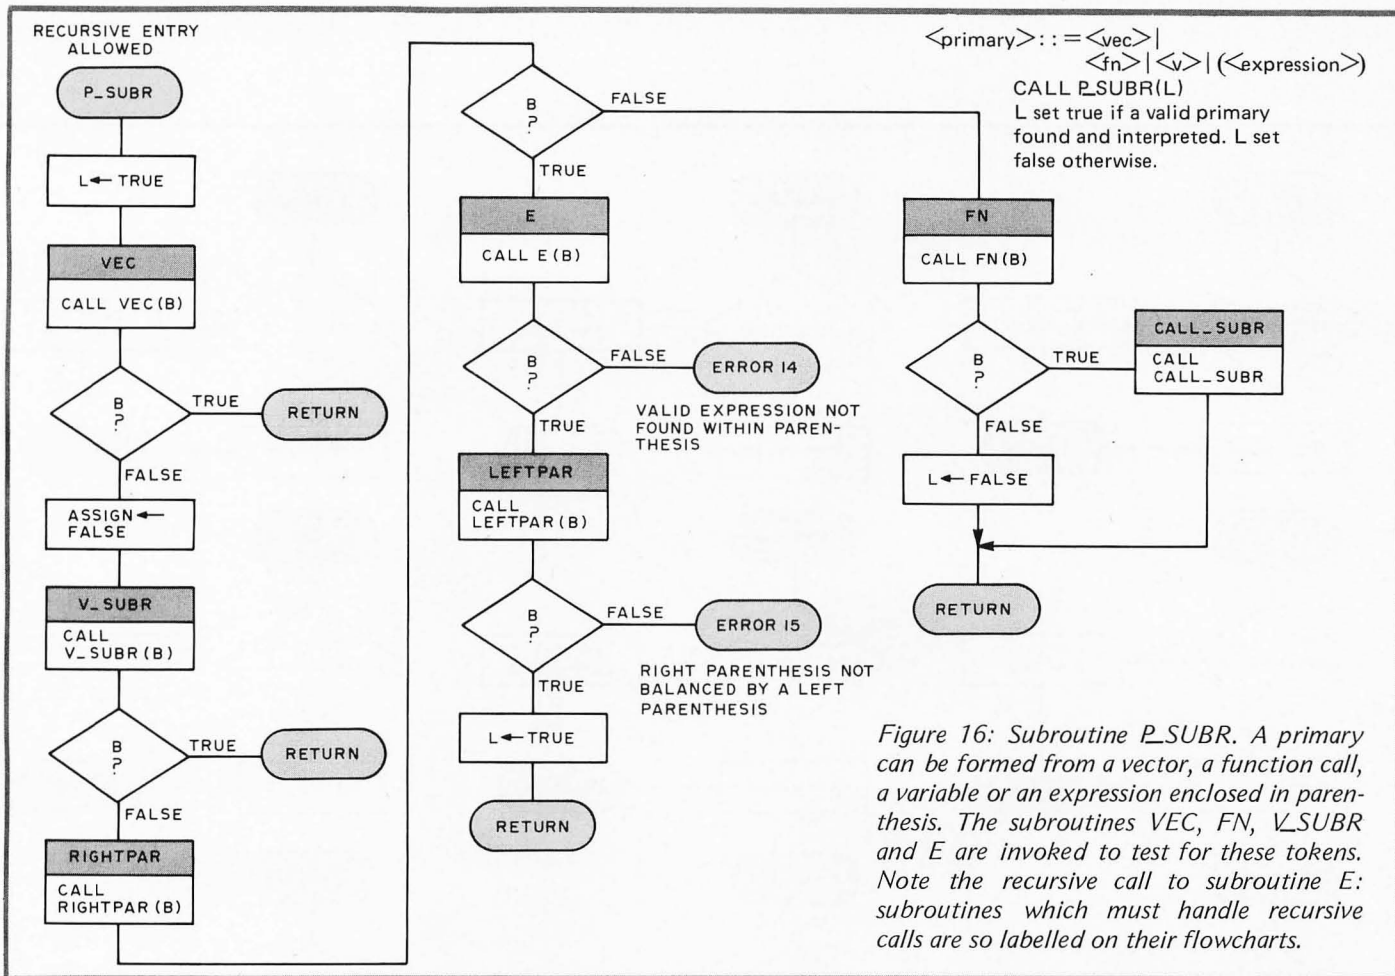 RECURSIVE ENTRY
ALLOWED
P_SUBR
L ← TRUE
VEC
CALL VEC(B)
B
?
TRUE
RETURN
FALSE
ASSIGN ←
FALSE
V_SUBR
CALL
V_SUBR(B)
B
?
TRUE
RETURN
FALSE
RIGHTPAR
CALL
RIGHTPAR(B)
B
?
FALSE
TRUE
E
CALL E(B)
B
?
FALSE
ERROR 14
VALID EXPRESSION NOT
FOUND WITHIN PAREN-
THESIS
TRUE
LEFTPAR
CALL
LEFTPAR(B)
B
?
FALSE
ERROR 15
RIGHT PARENTHESIS NOT
BALANCED BY A LEFT
PARENTHESIS
TRUE
L ← TRUE
RETURN
<primary>::=<vec>|
<fn>|<v>|(<expression>)
CALL P_SUBR(L)
L set true if a valid primary
found and interpreted. L set
false otherwise.
FN
CALL FN(B)
B
?
TRUE
CALL_SUBR
CALL
CALL_SUBR
FALSE
L ← FALSE
RETURN
Figure 16: Subroutine P_SUBR. A primary
can be formed from a vector, a function call,
a variable or an expression enclosed in paren-
thesis. The subroutines VEC, FN, V_SUBR
and E are invoked to test for these tokens.
Note the recursive call to subroutine E:
subroutines which must handle recursive
calls are so labelled on their flowcharts.